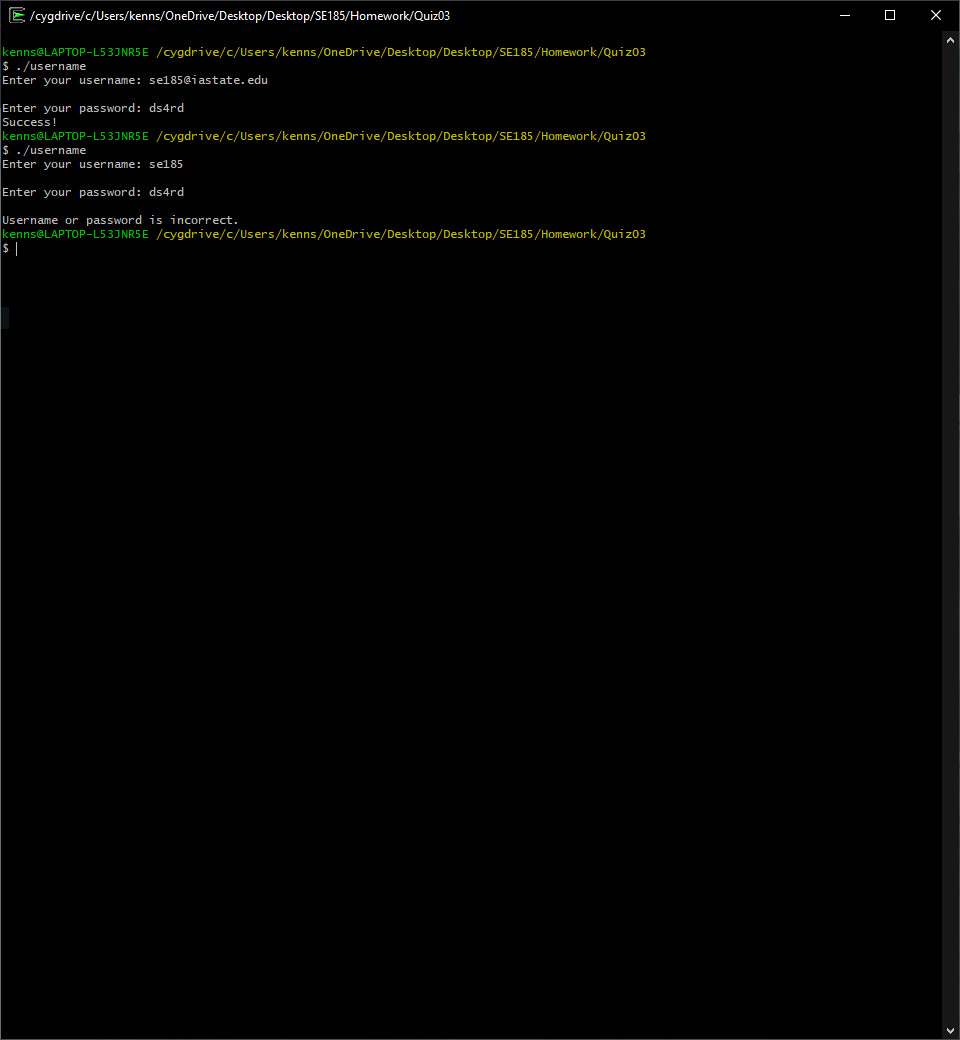 /cygdrive/c/Users/kenns/OneDrive/Desktop/Desktop/SE185/Homework/Quiz03
kenns@LAPTOP-L53JNR5E /cygdrive/c/Users/kenns/OneDrive/Desktop/Desktop/SE185/Homework/Quiz03
$ ./username
Enter your username: se185@iastate.edu
Enter your password: ds4rd
Success!
kenns@LAPTOP-L53JNR5E /cygdrive/c/Users/kenns/OneDrive/Desktop/Desktop/SE185/Homework/Quiz03
$ ./username
Enter your username: se185
Enter your password: ds4rd
Username or password is incorrect.
kenns@LAPTOP-L53JNR5E /cygdrive/c/Users/kenns/OneDrive/Desktop/Desktop/SE185/Homework/Quiz03
$